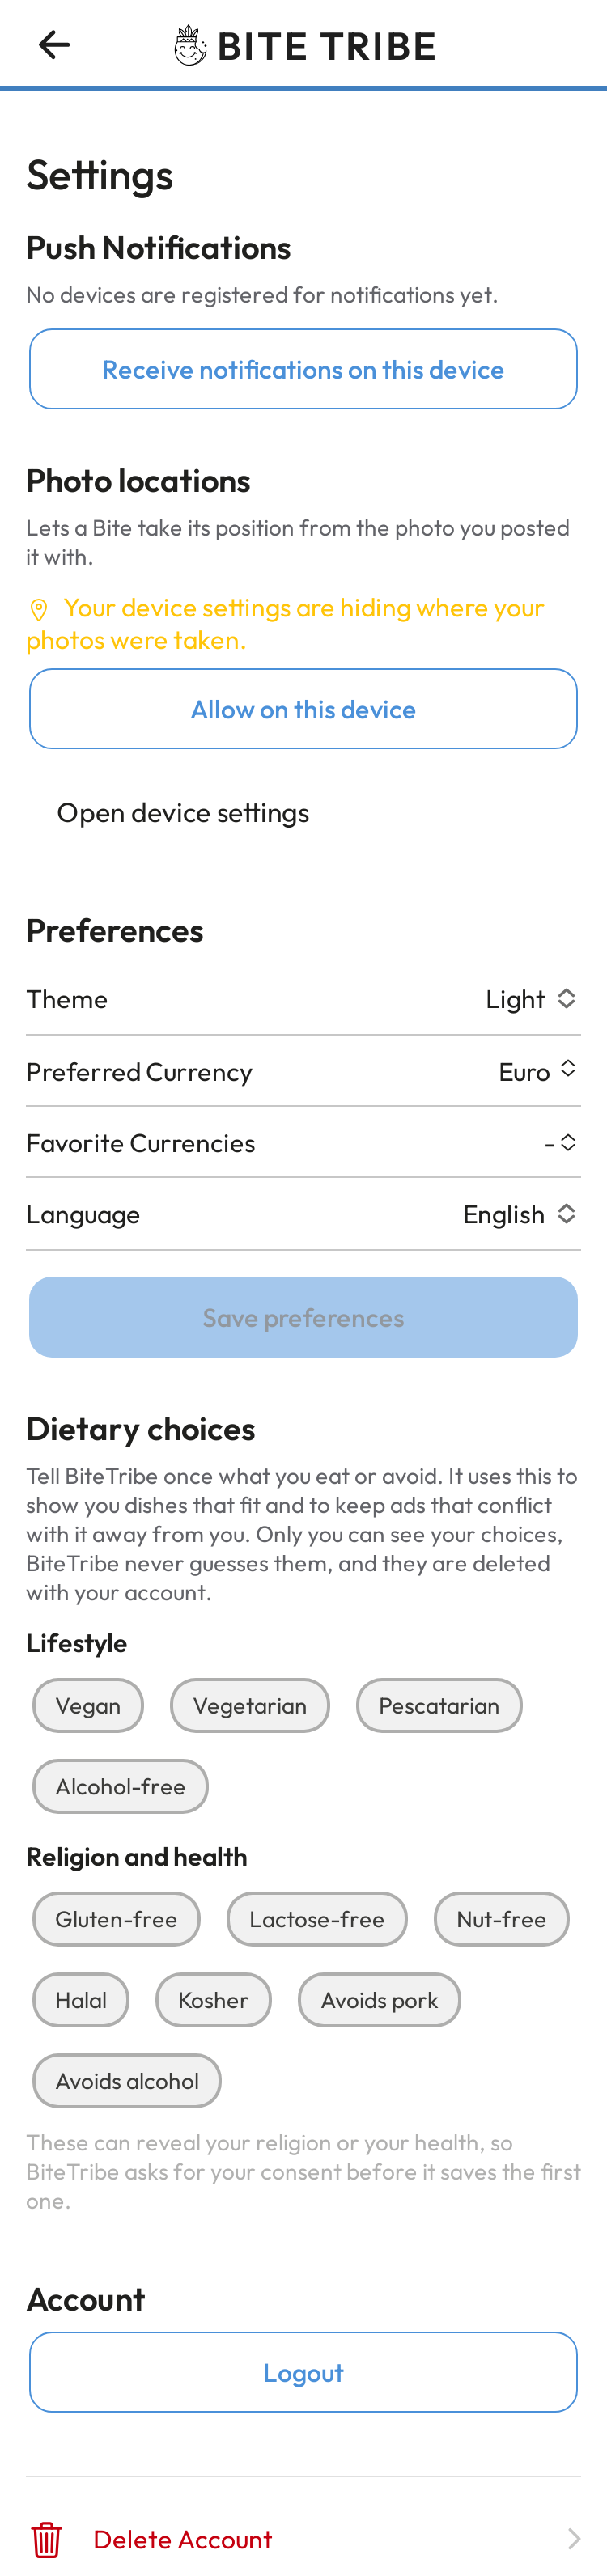 BITE TRIBE
Settings
Push Notifications
No devices are registered for notifications yet.
Receive notifications on this device
Photo locations
Lets a Bite take its position from the photo you posted
it with.
Your device settings are hiding where your
photos were taken.
Allow on this device
Open device settings
Preferences
Theme Light
Preferred Currency Euro
Favorite Currencies -
Language English
Save preferences
Dietary choices
Tell BiteTribe once what you eat or avoid. It uses this to
show you dishes that fit and to keep ads that conflict
with it away from you. Only you can see your choices,
BiteTribe never guesses them, and they are deleted
with your account.
Lifestyle
Vegan Vegetarian Pescatarian
Alcohol-free
Religion and health
Gluten-free Lactose-free Nut-free
Halal Kosher Avoids pork
Avoids alcohol
These can reveal your religion or your health, so
BiteTribe asks for your consent before it saves the first
one.
Account
Logout
Delete Account